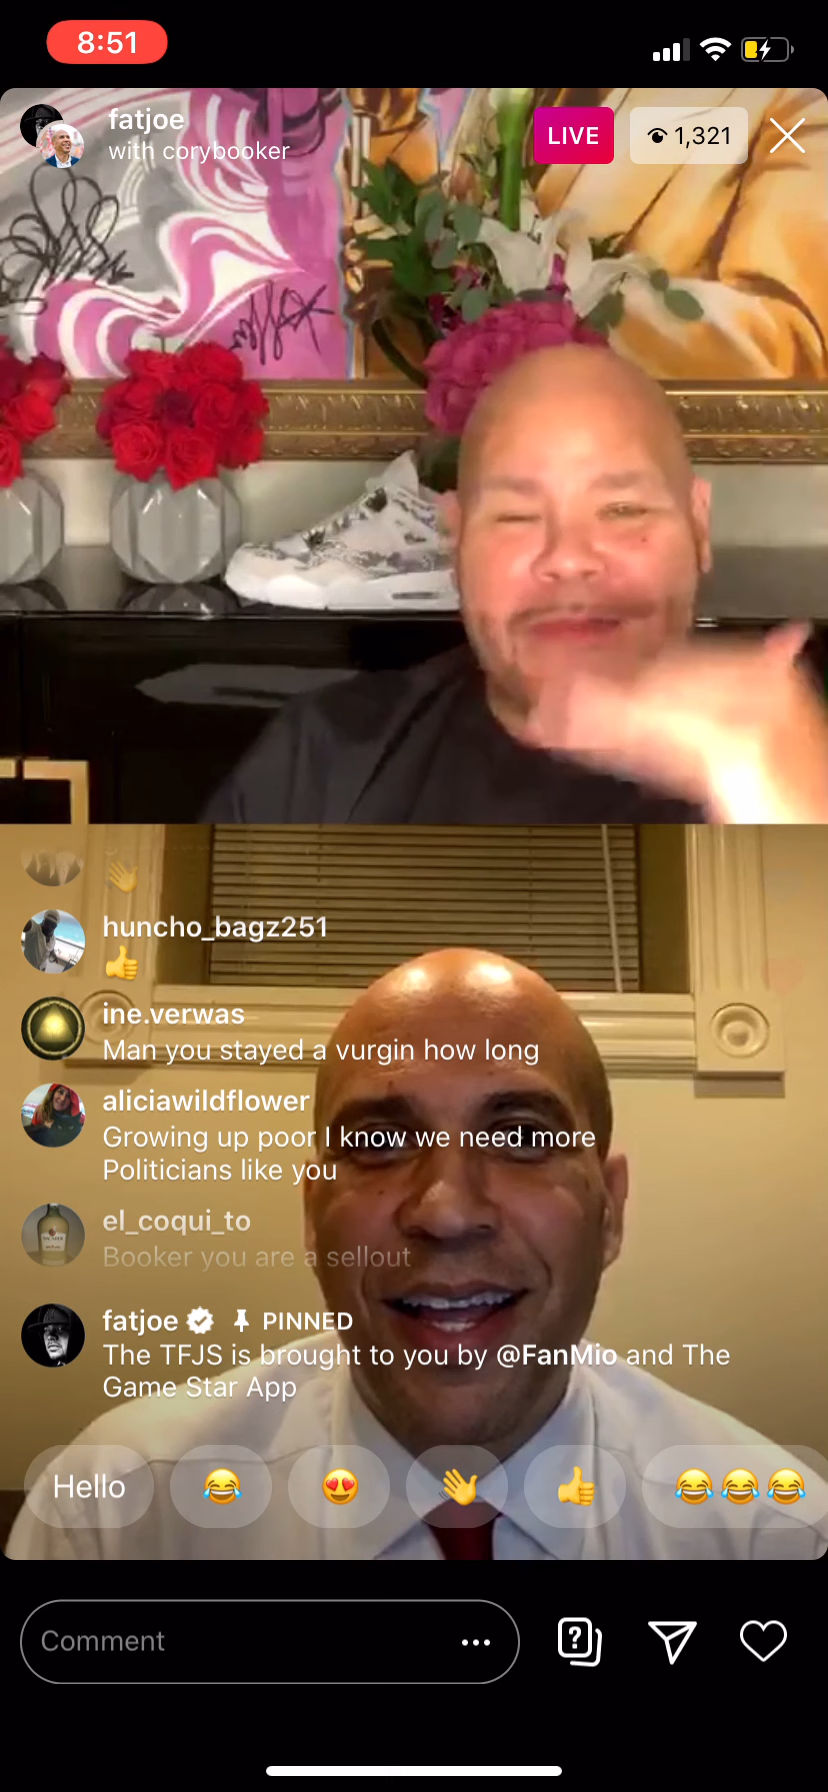 8:51
fatjoe
with corybooker
LIVE
1,321
huncho_bagz251
👍
ine.verwas
Man you stayed a vurgin how long
aliciawildflower
Growing up poor I know we need more
Politicians like you
el_coqui_to
Booker you are a sellout
fatjoe PINNED
The TFJS is brought to you by @FanMio and The
Game Star App
Hello 😂 😍 👋 👍 😂😂😂
Comment